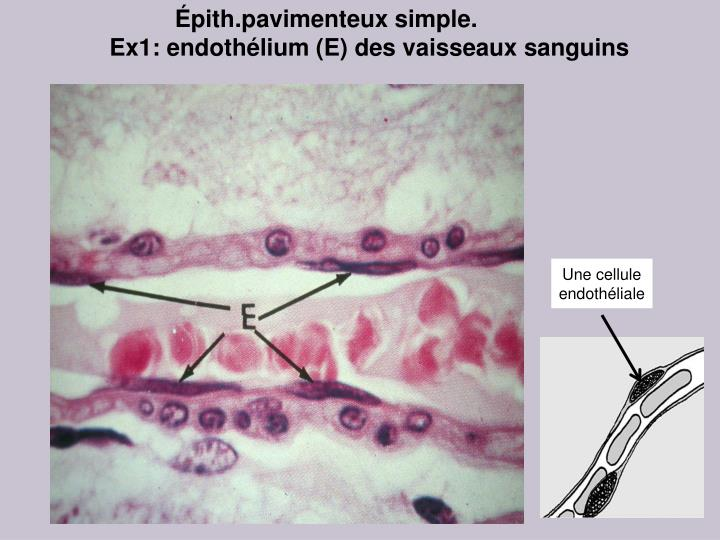 Épith.pavimenteux simple.
Ex1: endothélium (E) des vaisseaux sanguins
E
Une cellule
endothéliale